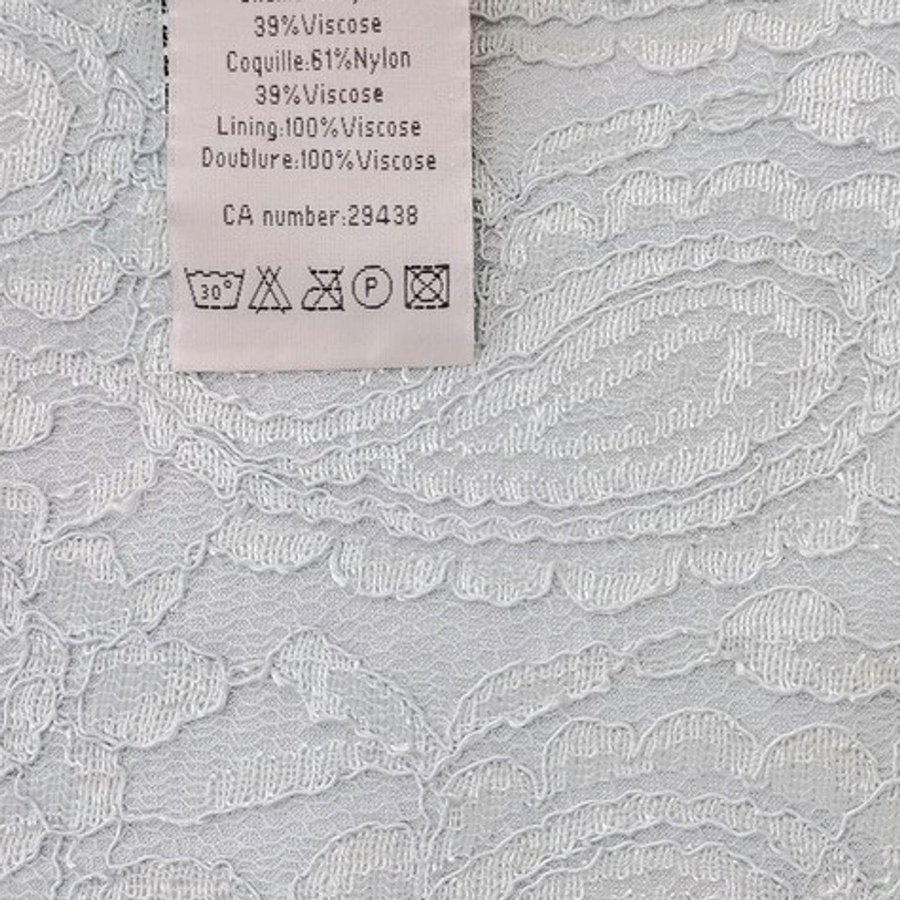 39%Viscose
Coquille:61%Nylon
39%Viscose
Lining:100%Viscose
Doublure:100%Viscose
CA number:29438
30° P